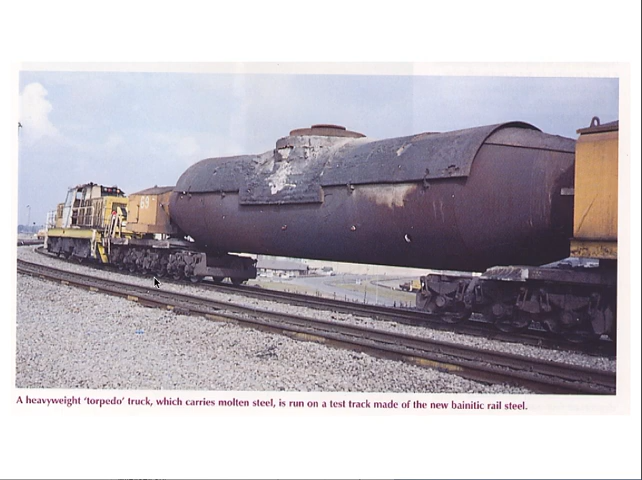 69
A heavyweight 'torpedo' truck, which carries molten steel, is run on a test track made of the new bainitic rail steel.